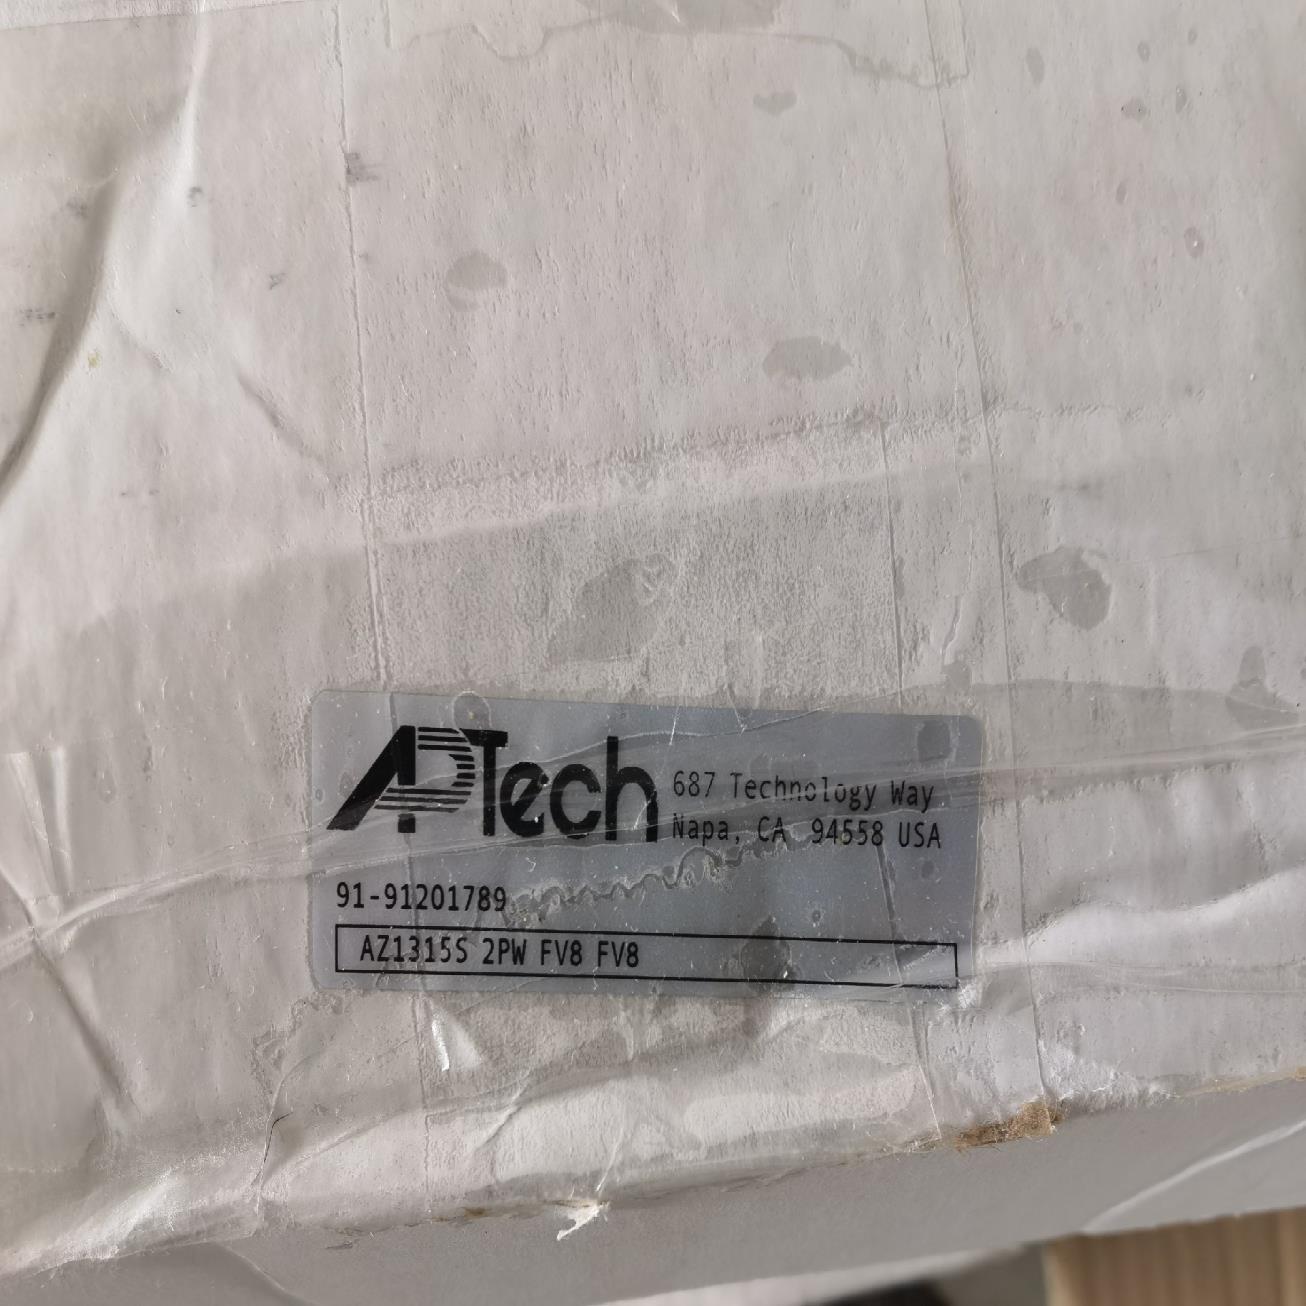 APTech
687 Technology Way
Napa, CA 94558 USA
91-91201789
AZ1315S 2PW FV8 FV8